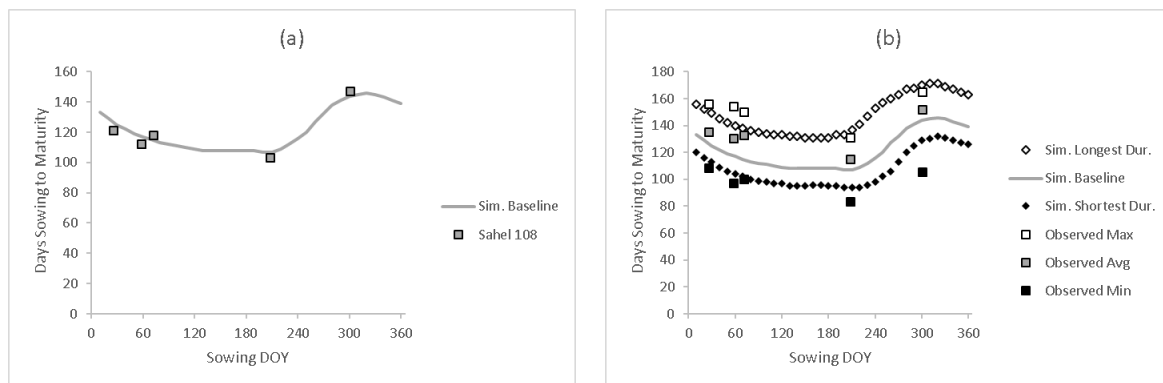 (a)
160
140
120
100
80
60
40
20
0
Days Sowing to Maturity
0 60 120 180 240 300 360
Sowing DOY
Sim. Baseline
Sahel 108
(b)
180
160
140
120
100
80
60
40
20
0
Days Sowing to Maturity
0 60 120 180 240 300 360
Sowing DOY
Sim. Longest Dur.
Sim. Baseline
Sim. Shortest Dur.
Observed Max
Observed Avg
Observed Min